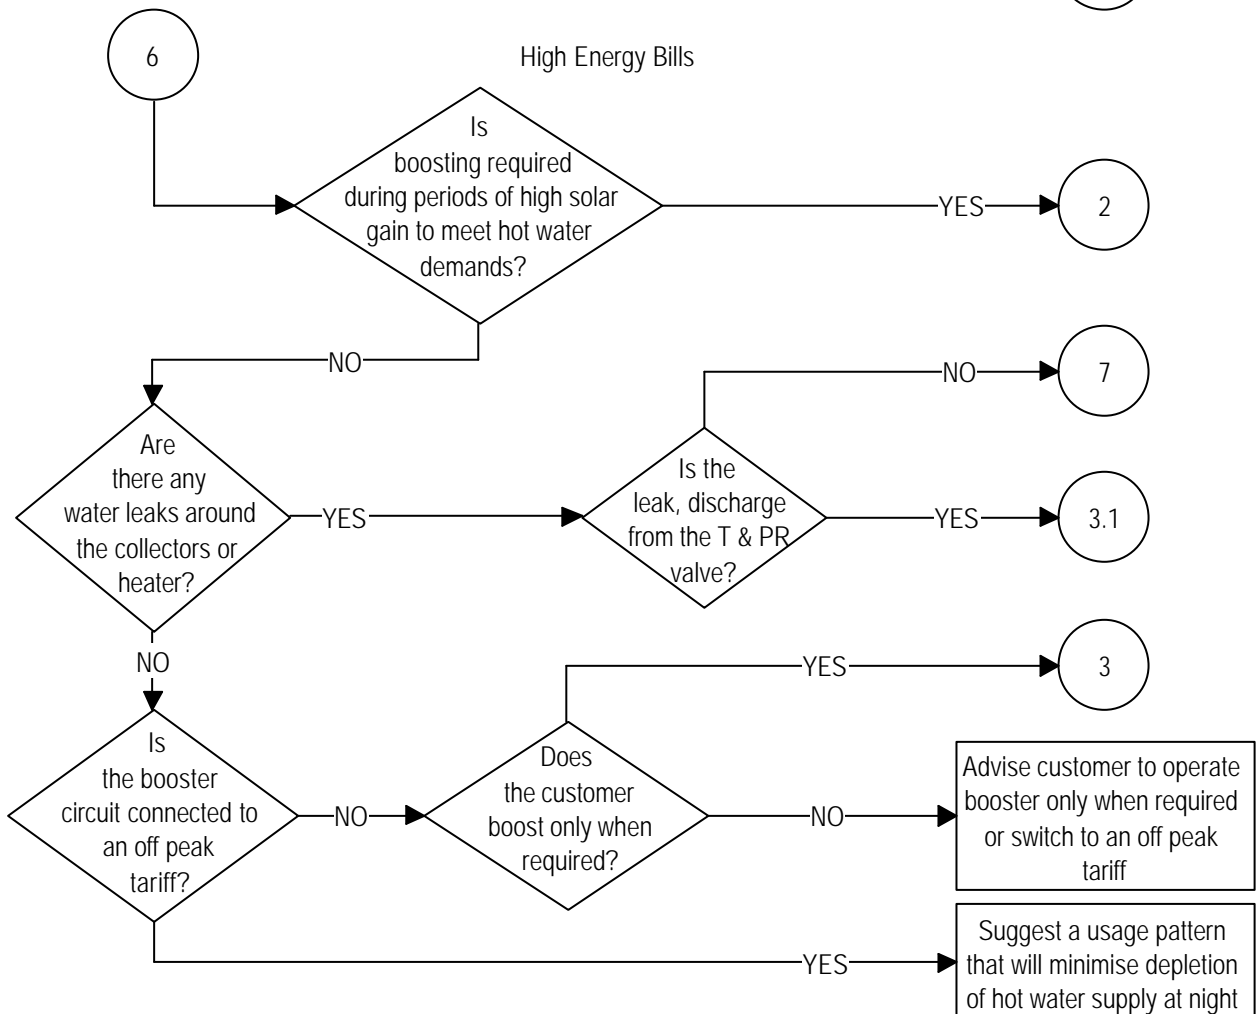 6
High Energy Bills
Is
boosting required
during periods of high solar
gain to meet hot water
demands?
YES
2
NO
NO
7
Are
there any
water leaks around
the collectors or
heater?
YES
Is the
leak, discharge
from the T & PR
valve?
YES
3.1
NO
YES
3
Is
the booster
circuit connected to
an off peak
tariff?
NO
Does
the customer
boost only when
required?
NO
Advise customer to operate
booster only when required
or switch to an off peak
tariff
YES
Suggest a usage pattern
that will minimise depletion
of hot water supply at night